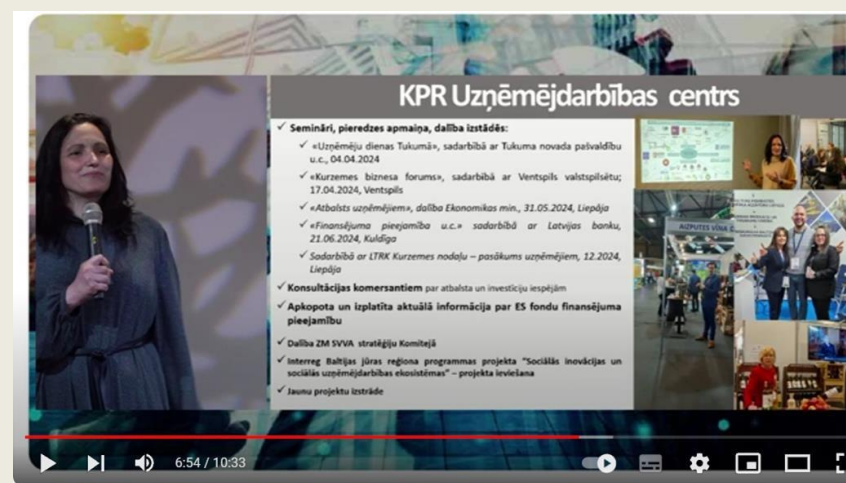 KPR Uzņēmējdarbības centrs
✓ Semināri, pieredzes apmaiņa, dalība izstādēs:
✓ «Uzņēmēju dienas Tukumā», sadarbībā ar Tukuma novada pašvaldību
u.c., 04.04.2024
✓ «Kurzemes biznesa forums», sadarbībā ar Ventspils valstspilsētu;
17.04.2024, Ventspils
✓ «Atbalsts uzņēmējiem», dalība Ekonomikas min., 31.05.2024, Liepāja
✓ «Finansējuma pieejamība u.c.» sadarbībā ar Latvijas banku,
21.06.2024, Kuldīga
✓ Sadarbībā ar LTRK Kurzemes nodaļu – pasākums uzņēmējiem, 12.2024,
Liepāja
✓ Konsultācijas komersantiem par atbalsta un investīciju iespējām
✓ Apkopota un izplatīta aktuālā informācija par ES fondu finansējuma
pieejamību
✓ Dalība ZM SVVA stratēģiju Komitejā
✓ Interreg Baltijas jūras reģiona programmas projekta "Sociālās inovācijas un
sociālās uzņēmējdarbības ekosistēmas" – projekta ieviešana
✓ Jaunu projektu izstrāde
AIZPUTES VĪNA
6:54 / 10:33